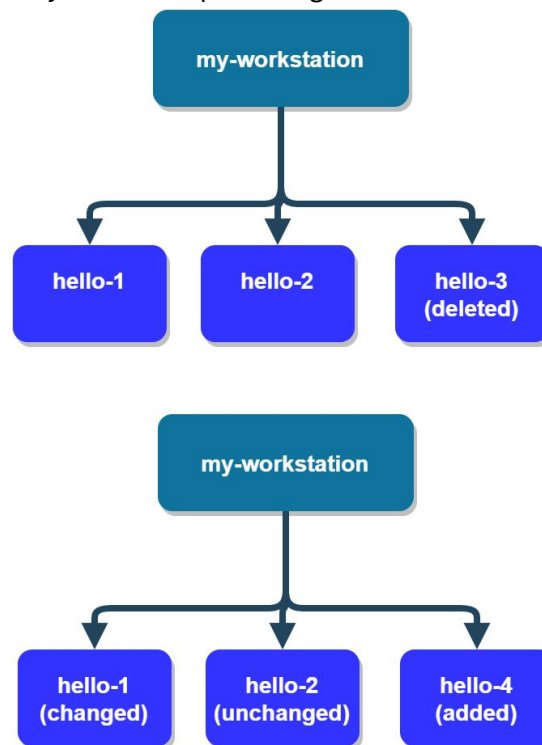 my-workstation
hello-1
hello-2
hello-3
(deleted)
my-workstation
hello-1
(changed)
hello-2
(unchanged)
hello-4
(added)